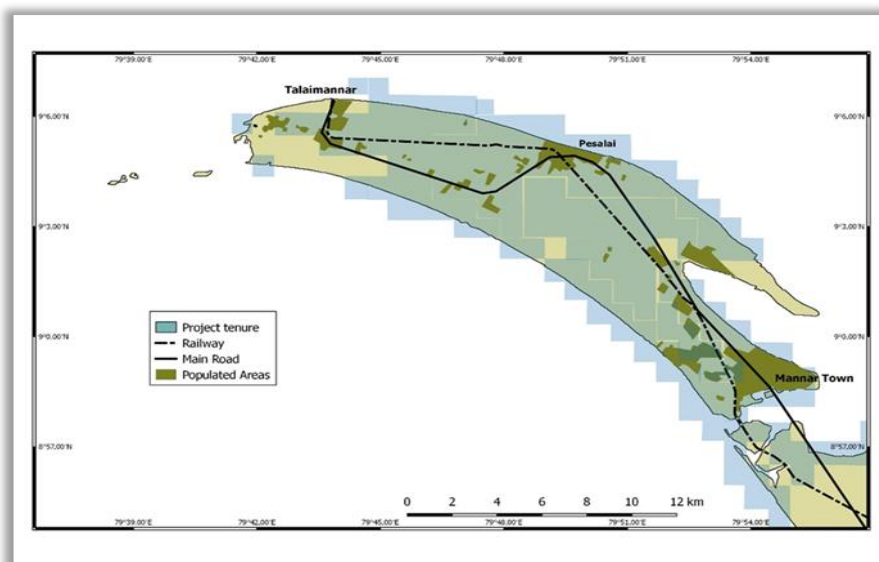 79°39.00'E 79°42.00'E 79°45.00'E 79°48.00'E 79°51.00'E 79°54.00'E
Talaimannar
9°6.00'N 9°6.00'N
Pesalai
9°3.00'N 9°3.00'N
9°0.00'N 9°0.00'N
Project tenure
Railway
Main Road
Populated Areas
Mannar Town
8°57.00'N 8°57.00'N
0 2 4 6 8 10 12 km
79°39.00'E 79°42.00'E 79°45.00'E 79°48.00'E 79°51.00'E 79°54.00'E